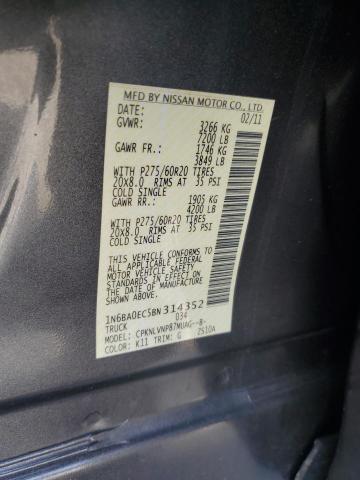 MFD BY NISSAN MOTOR CO., LTD.
DATE: 02/11
GVWR: 3266 KG
7200 LB
GAWR FR.: 1746 KG
3849 LB
WITH P275/60R20 TIRES
20X8.0 RIMS AT 35 PSI
COLD SINGLE
GAWR RR.: 1905 KG
4200 LB
WITH P275/60R20 TIRES
20X8.0 RIMS AT 35 PSI
COLD SINGLE
THIS VEHICLE CONFORMS TO
ALL APPLICABLE FEDERAL
MOTOR VEHICLE SAFETY
STANDARDS IN EFFECT ON
THE DATE OF MANUFACTURE
SHOWN ABOVE
1N6BA0EC5BN314352
TRUCK 034
MODEL: CPKNLVNP87MUAG--B-
COLOR: K11 TRIM: G ZS10A